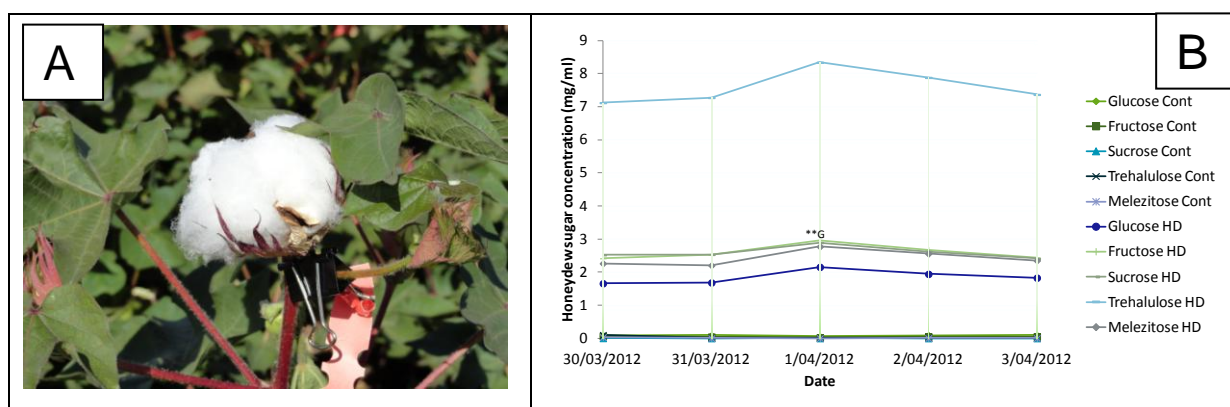 A
B
Honeydew sugar concentration (mg/ml)
9
8
7
6
5
4
3
2
1
0
**G
30/03/2012 31/03/2012 1/04/2012 2/04/2012 3/04/2012
Date
Glucose Cont
Fructose Cont
Sucrose Cont
Trehalulose Cont
Melezitose Cont
Glucose HD
Fructose HD
Sucrose HD
Trehalulose HD
Melezitose HD